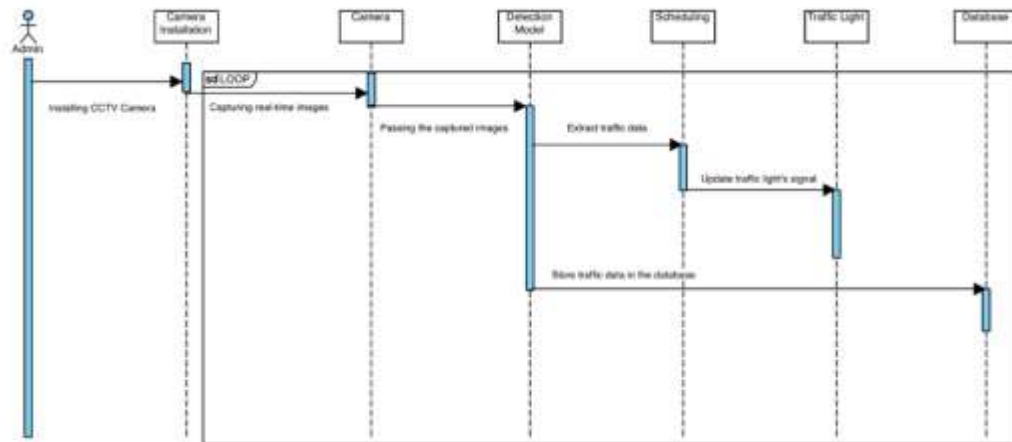 Camera
Installation
Camera
Detection
Model
Scheduling
Traffic Light
Database
Admin
sd LOOP
Installing CCTV Camera
Capturing real-time images
Passing the captured images
Extract traffic data
Update traffic light's signal
Store traffic data in the database